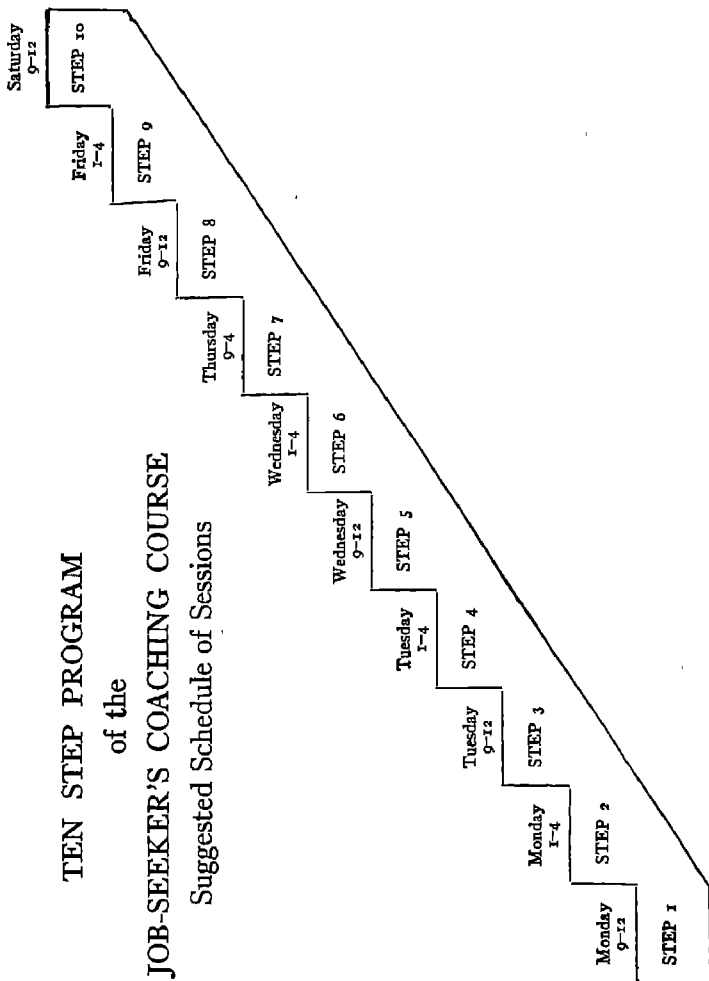 TEN STEP PROGRAM
of the
JOB-SEEKER'S COACHING COURSE
Suggested Schedule of Sessions
Monday
9-12
STEP 1
Monday
1-4
STEP 2
Tuesday
9-12
STEP 3
Tuesday
1-4
STEP 4
Wednesday
9-12
STEP 5
Wednesday
1-4
STEP 6
Thursday
9-4
STEP 7
Friday
9-12
STEP 8
Friday
1-4
STEP 9
Saturday
9-12
STEP 10